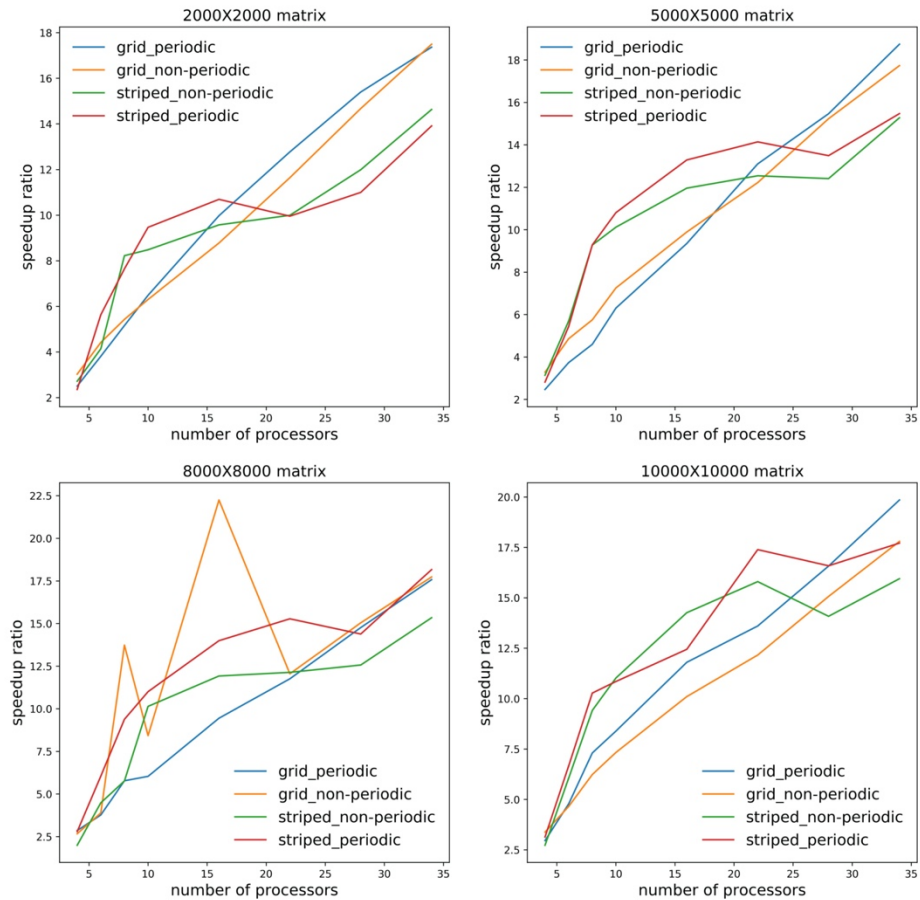 2000X2000 matrix
18
16
14
12
10
8
6
4
2
speedup ratio
grid_periodic
grid_non-periodic
striped_non-periodic
striped_periodic
5 10 15 20 25 30 35
number of processors
5000X5000 matrix
18
16
14
12
10
8
6
4
2
speedup ratio
grid_periodic
grid_non-periodic
striped_non-periodic
striped_periodic
5 10 15 20 25 30 35
number of processors
8000X8000 matrix
22.5
20.0
17.5
15.0
12.5
10.0
7.5
5.0
2.5
speedup ratio
grid_periodic
grid_non-periodic
striped_non-periodic
striped_periodic
5 10 15 20 25 30 35
number of processors
10000X10000 matrix
20.0
17.5
15.0
12.5
10.0
7.5
5.0
2.5
speedup ratio
grid_periodic
grid_non-periodic
striped_non-periodic
striped_periodic
5 10 15 20 25 30 35
number of processors